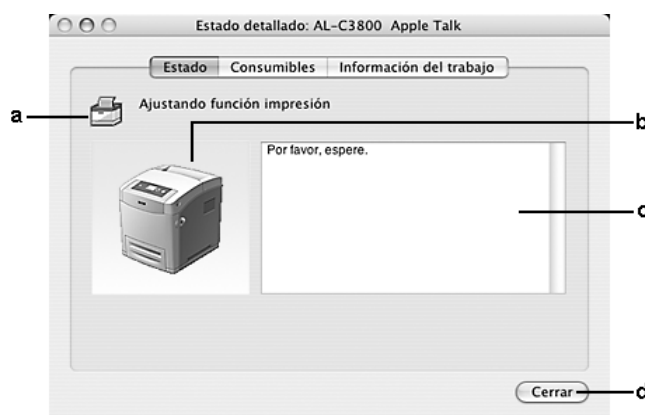 Estado detallado: AL-C3800 Apple Talk
Estado Consumibles Información del trabajo
a
Ajustando función impresión
b
Por favor, espere.
c
Cerrar
d